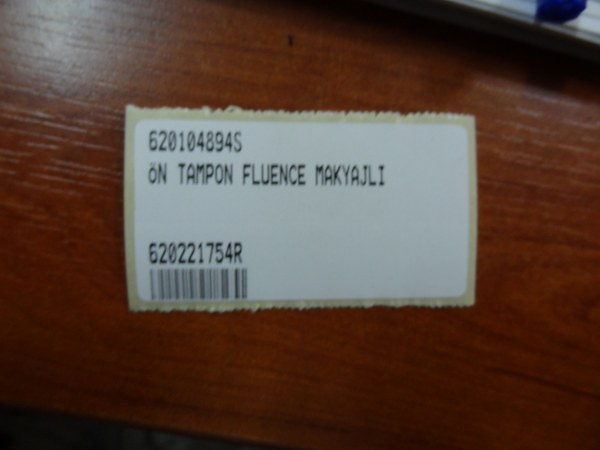 620104894S
öN TAMPON FLUENCE MAKYAJLI
620221754R